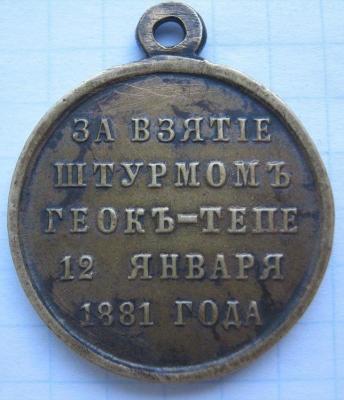 ЗА ВЗЯТІЕ
ШТУРМОМЪ
ГЕОКЪ-ТЕПЕ
12 ЯНВАРЯ
1881 ГОДА